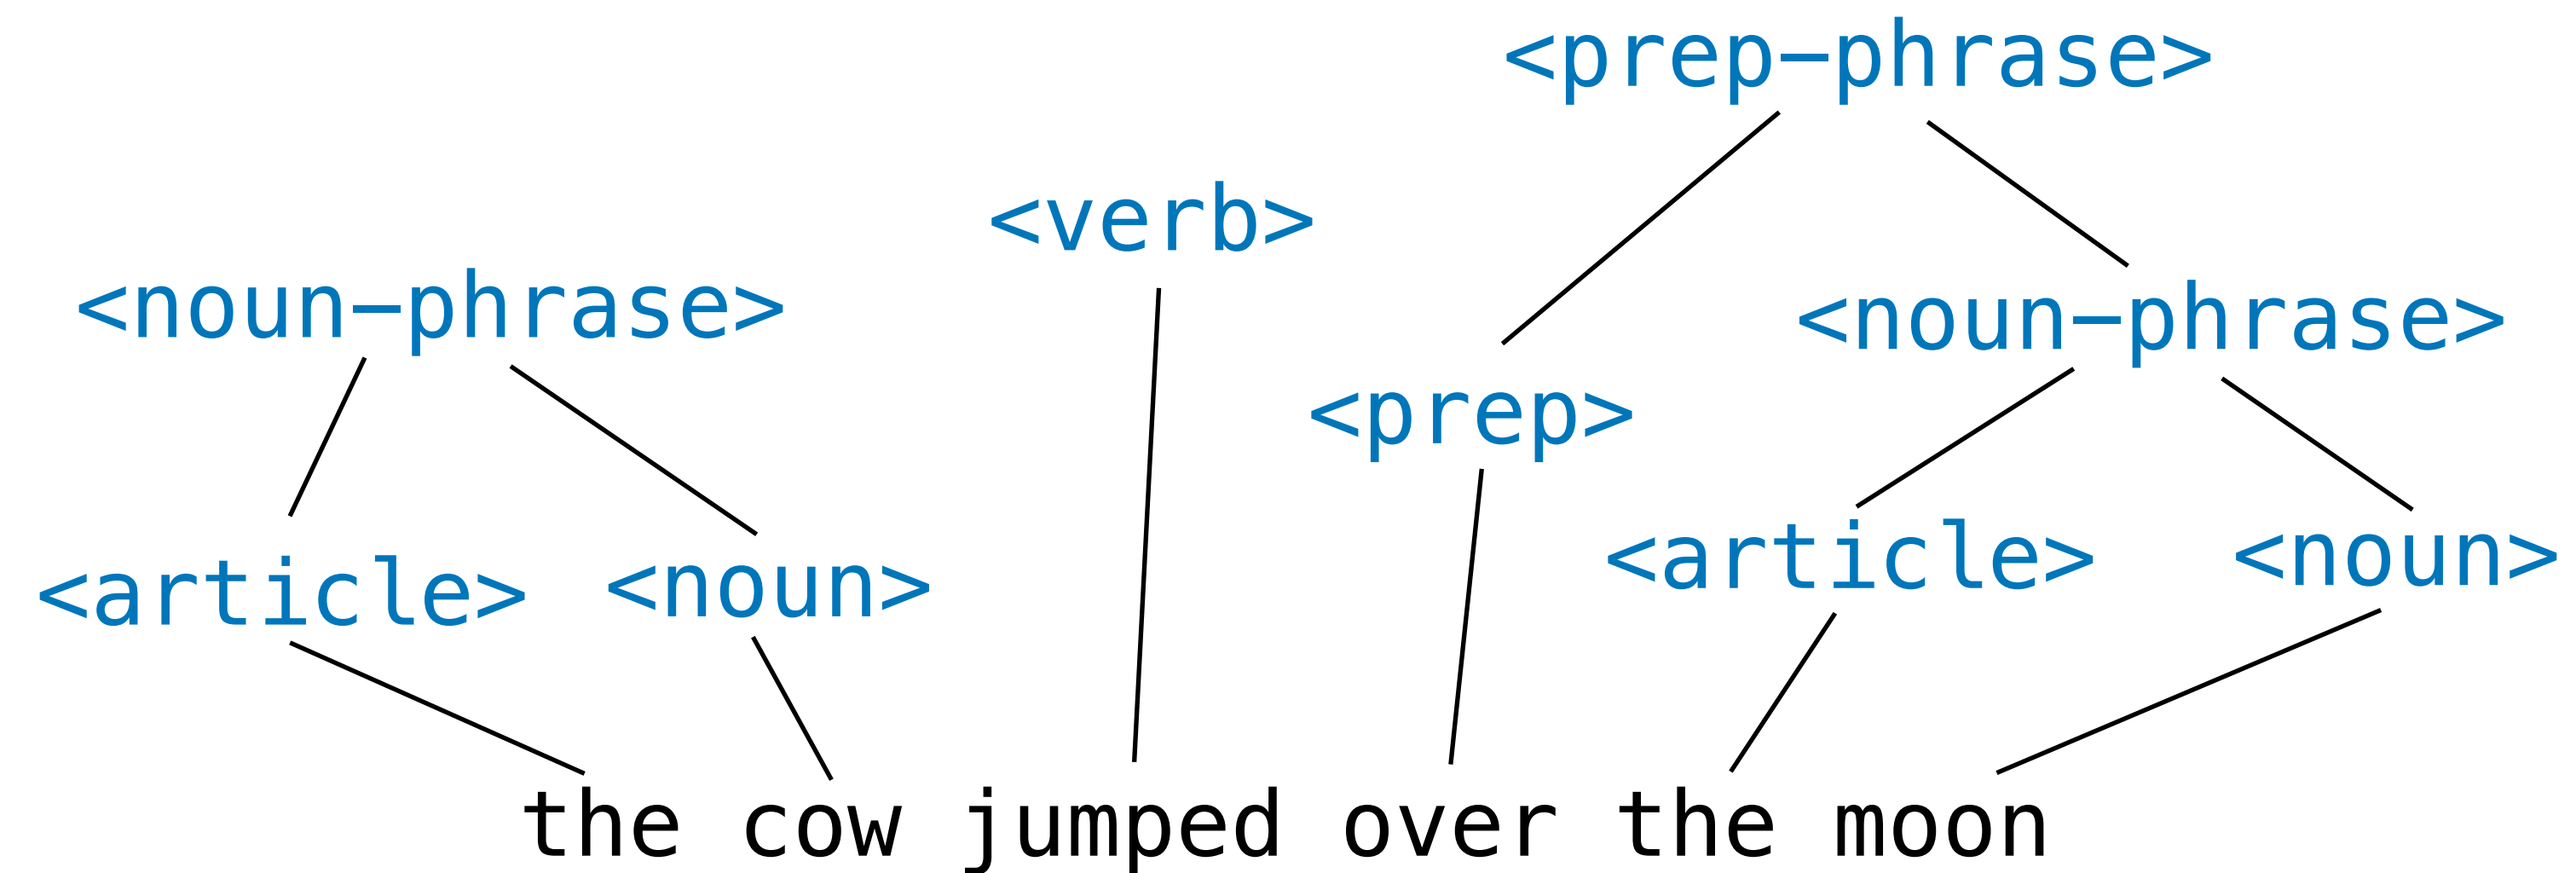 <prep-phrase>
<verb>
<noun-phrase> <noun-phrase>
<prep>
<article> <noun> <article> <noun>
the cow jumped over the moon